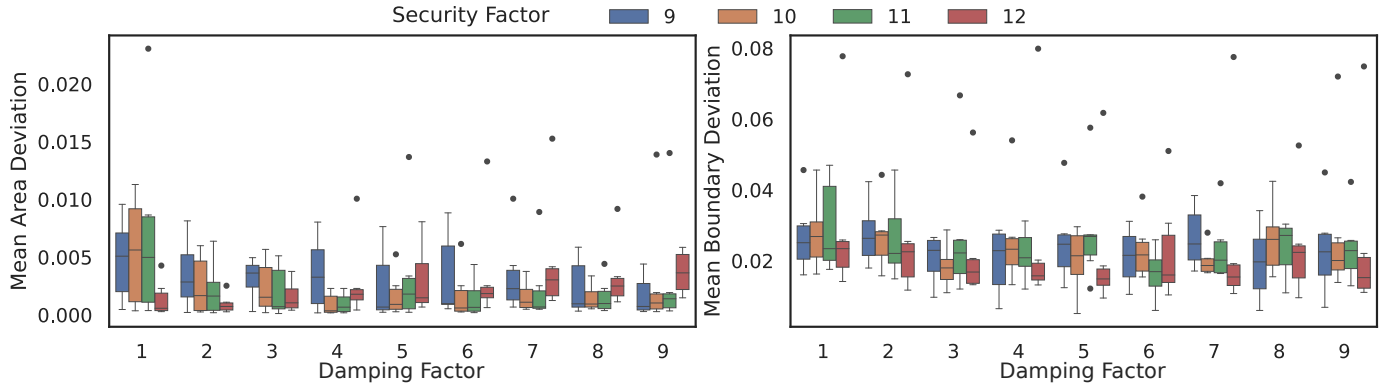 Security Factor 9 10 11 12
Mean Area Deviation
0.020
0.015
0.010
0.005
0.000
1 2 3 4 5 6 7 8 9
Damping Factor
Mean Boundary Deviation
0.08
0.06
0.04
0.02
1 2 3 4 5 6 7 8 9
Damping Factor